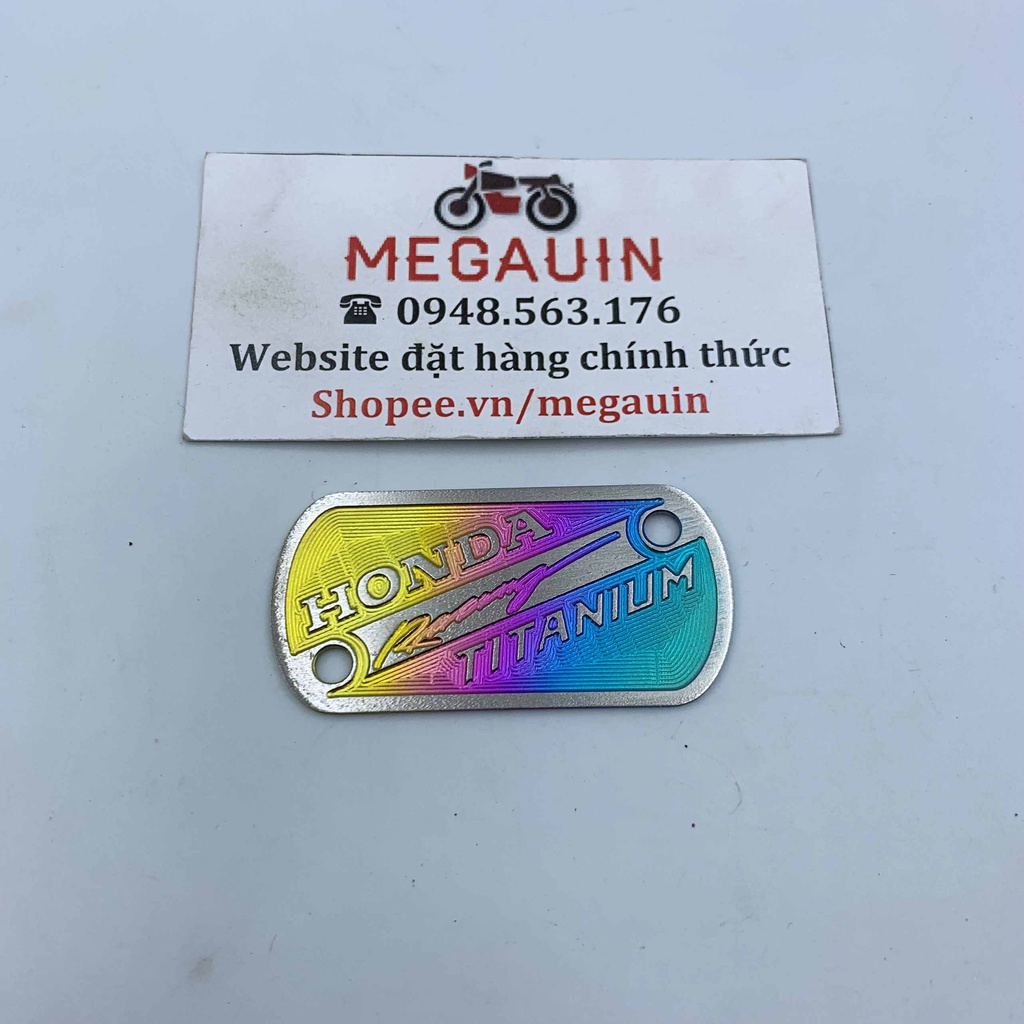 MEGAUIN
☎ 0948.563.176
Website đặt hàng chính thức
Shopee.vn/megauin
HONDA
Racing
TITANIUM